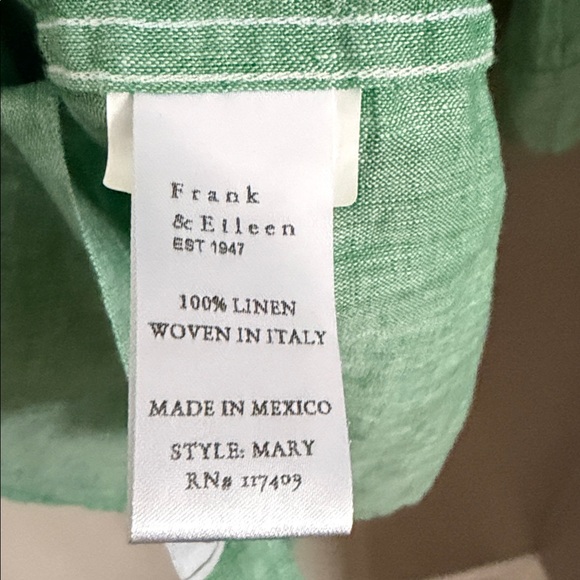 Frank
& Eileen
EST 1947
100% LINEN
WOVEN IN ITALY
MADE IN MEXICO
STYLE: MARY
RN# 117409